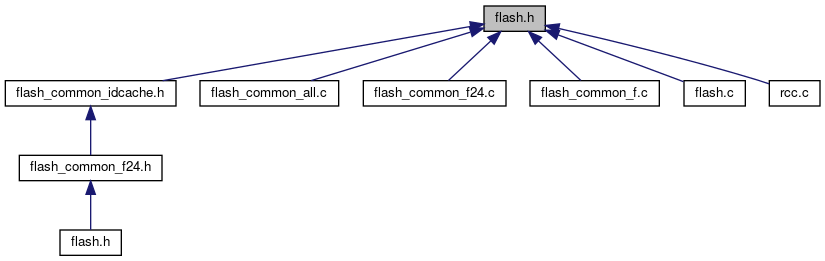 flash.h
flash_common_idcache.h
flash_common_all.c
flash_common_f24.c
flash_common_f.c
flash.c
rcc.c
flash_common_f24.h
flash.h